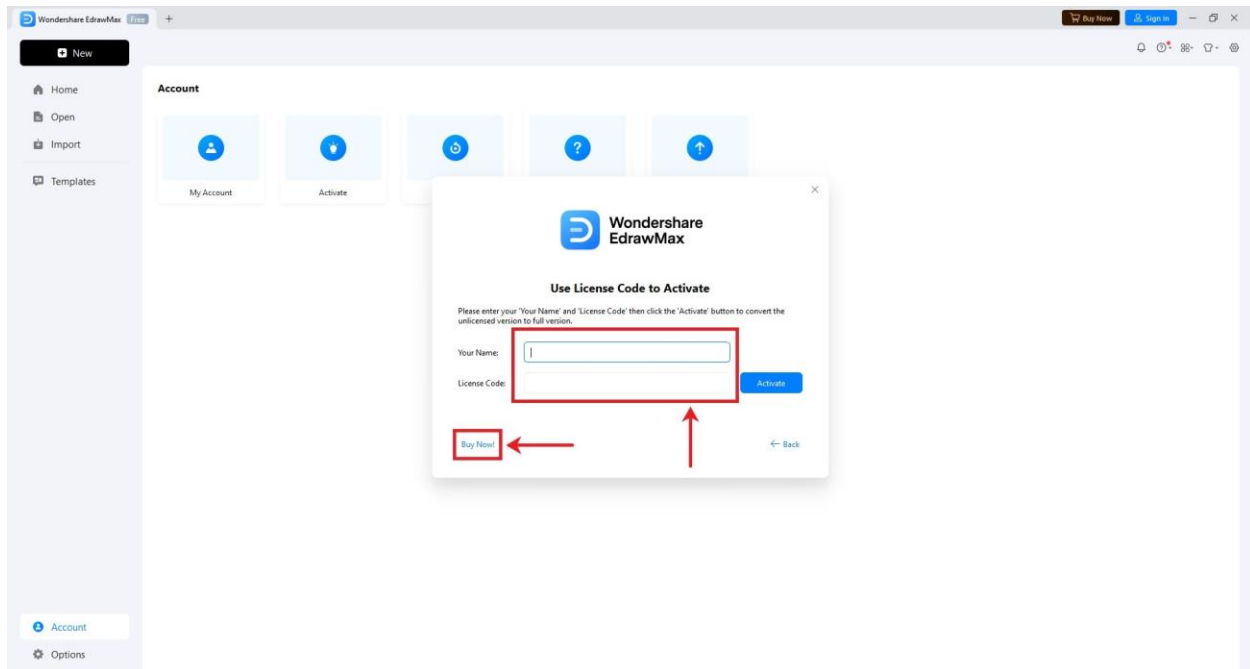 Wondershare EdrawMax Free +
Buy Now Sign In
New
Home
Open
Import
Templates
Account
My Account
Activate
Wondershare
EdrawMax
Use License Code to Activate
Please enter your 'Your Name' and 'License Code' then click the 'Activate' button to convert the
unlicensed version to full version.
Your Name:
License Code:
Activate
Buy Now!
← Back
Account
Options